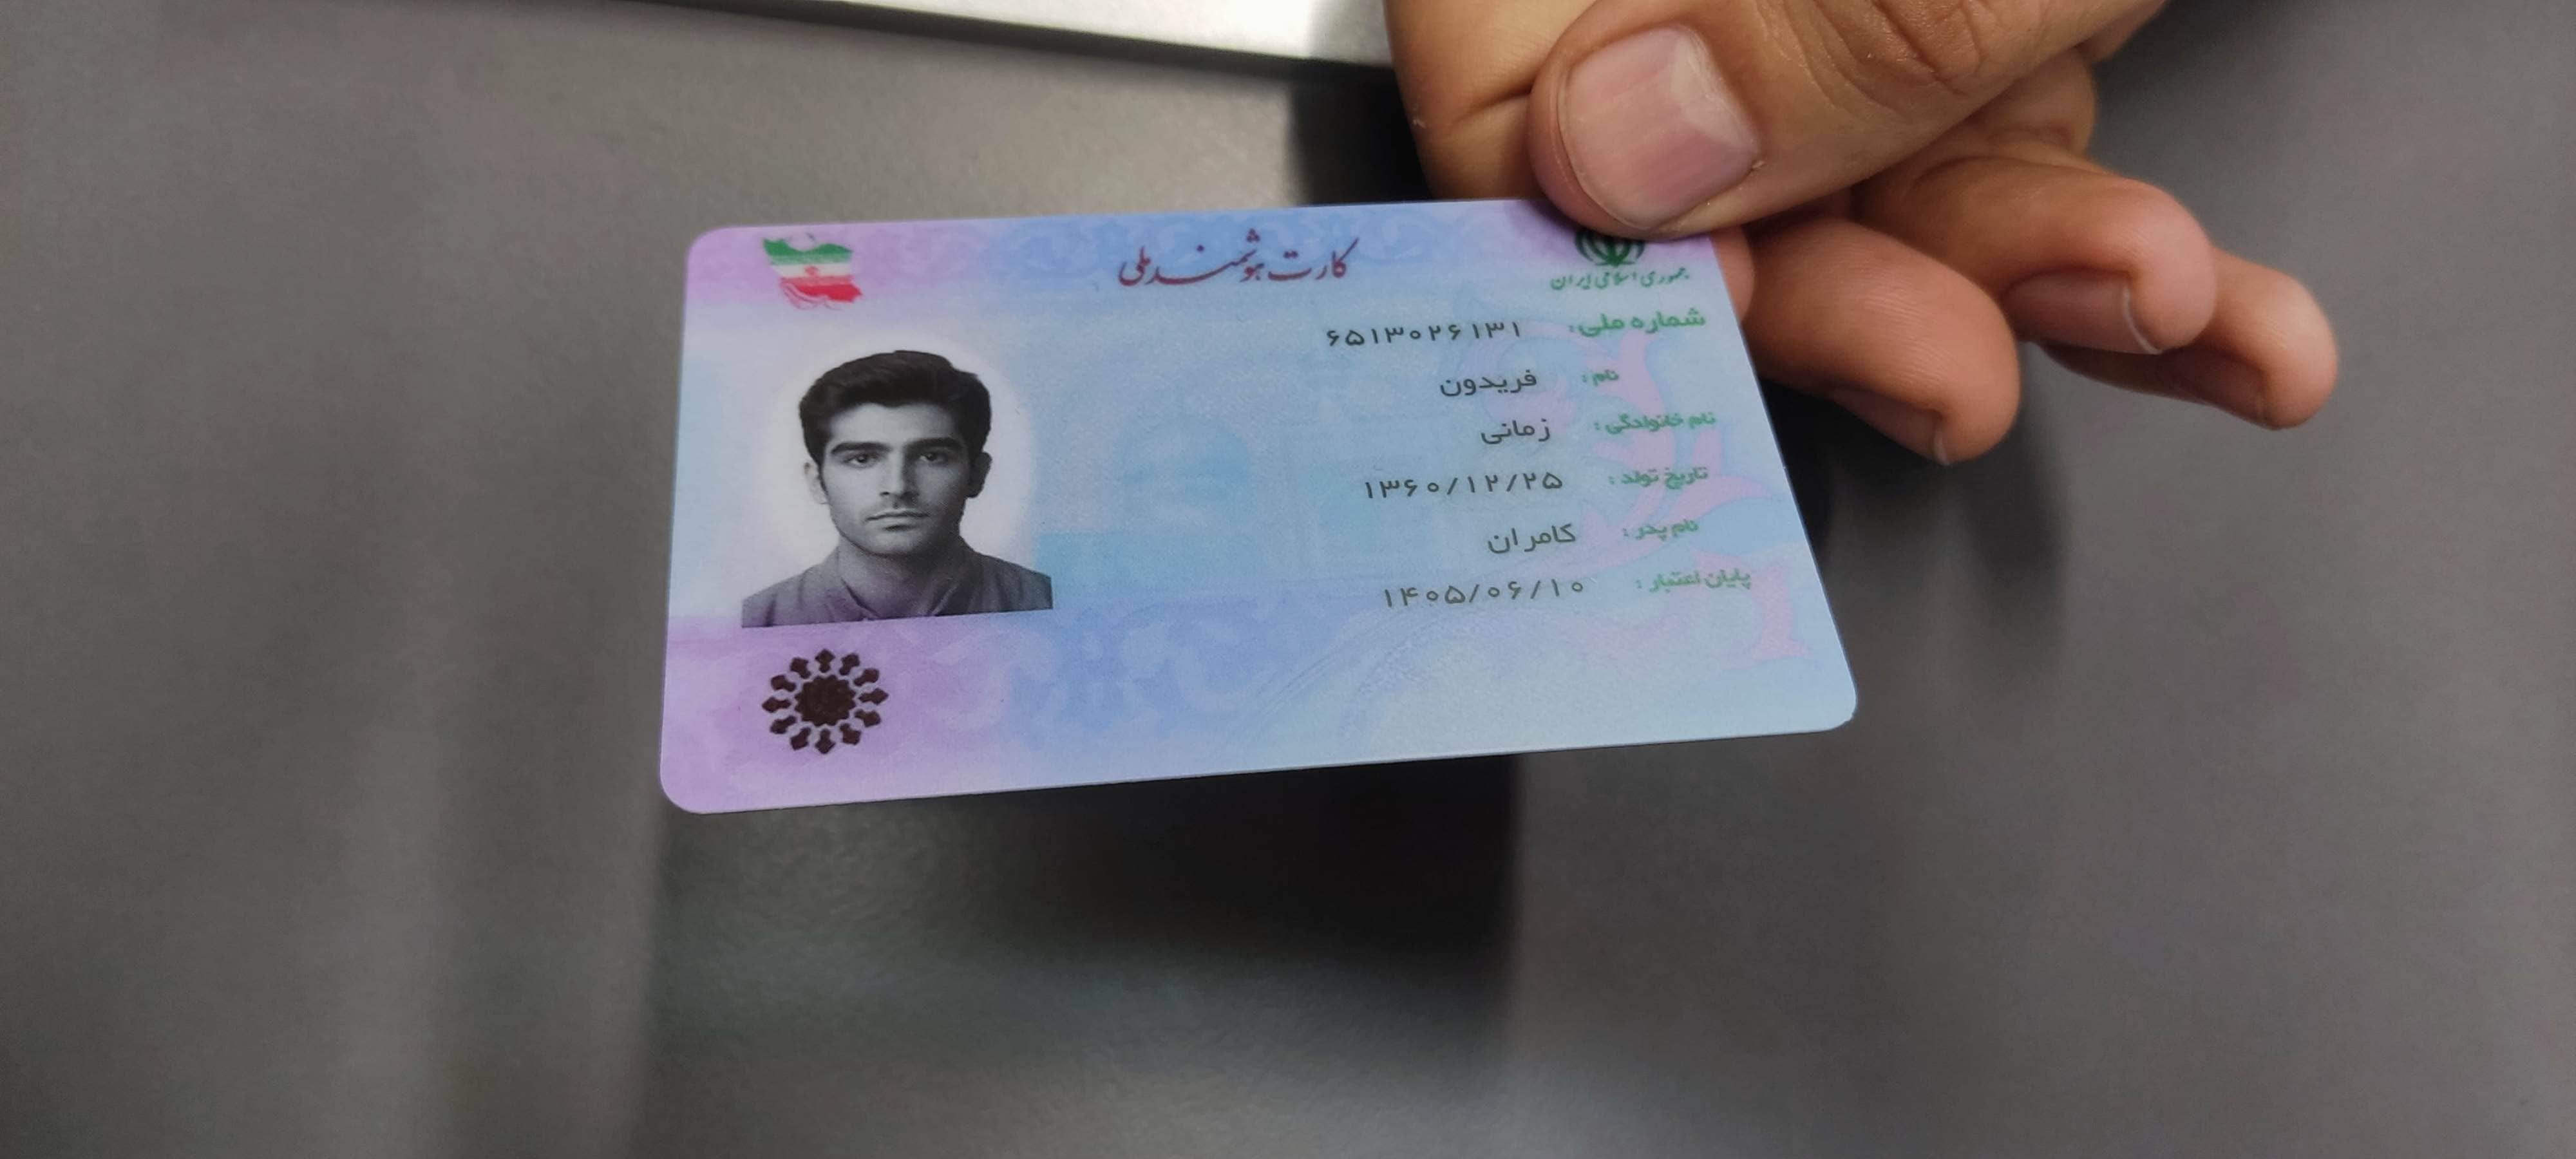 کارت هوشمند ملی
جمهوری اسلامی ایران
شماره ملی: ۶۵۱۳۰۲۶۱۳۱
نام: فریدون
نام خانوادگی: زمانی
تاریخ تولد: ۱۳۶۰/۱۲/۲۵
نام پدر: کامران
پایان اعتبار: ۱۴۰۵/۰۶/۱۰